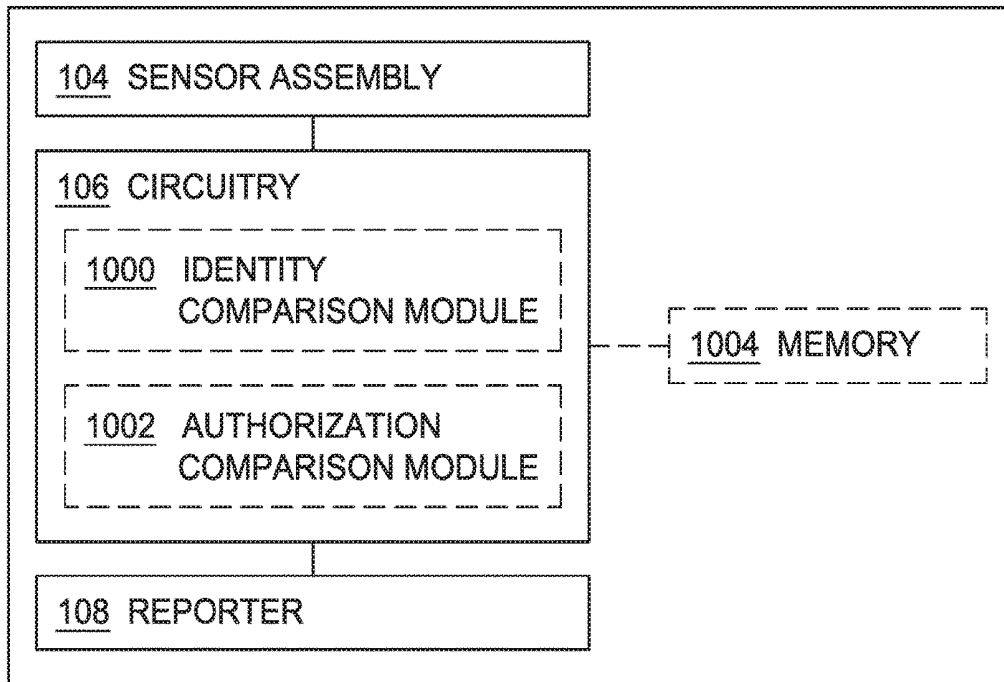 104 SENSOR ASSEMBLY
106 CIRCUITRY
1000 IDENTITY
COMPARISON MODULE
1004 MEMORY
1002 AUTHORIZATION
COMPARISON MODULE
108 REPORTER